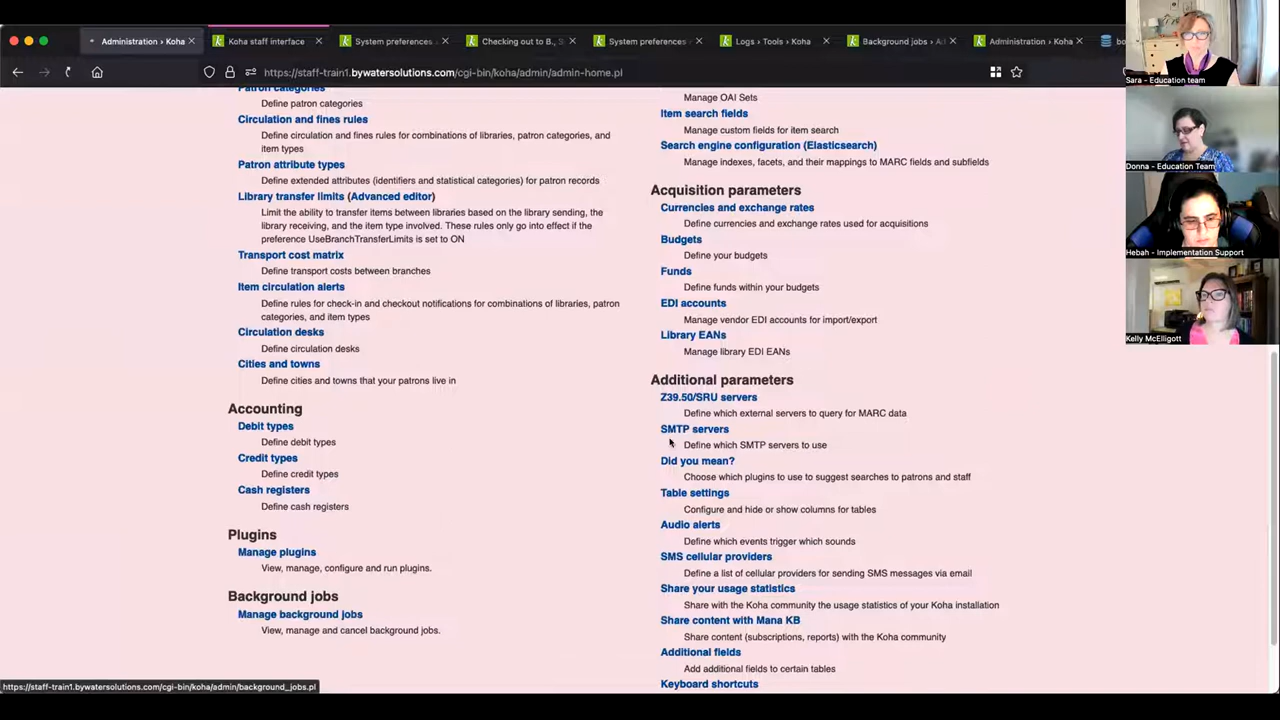 Administration › Koha
Koha staff interface
System preferences
Checking out to B., S
System preferences
Logs › Tools › Koha
Background jobs › A
Administration › Koha
bo
https://staff-train1.bywatersolutions.com/cgi-bin/koha/admin/admin-home.pl
Sara - Education team
Donna - Education Team
Hebah - Implementation Support
Kelly McElligott
Patron categories
Define patron categories
Circulation and fines rules
Define circulation and fines rules for combinations of libraries, patron categories, and
item types
Patron attribute types
Define extended attributes (identifiers and statistical categories) for patron records
Library transfer limits (Advanced editor)
Limit the ability to transfer items between libraries based on the library sending, the
library receiving, and the item type involved. These rules only go into effect if the
preference UseBranchTransferLimits is set to ON
Transport cost matrix
Define transport costs between branches
Item circulation alerts
Define rules for check-in and checkout notifications for combinations of libraries, patron
categories, and item types
Circulation desks
Define circulation desks
Cities and towns
Define cities and towns that your patrons live in
Accounting
Debit types
Define debit types
Credit types
Define credit types
Cash registers
Define cash registers
Plugins
Manage plugins
View, manage, configure and run plugins.
Background jobs
Manage background jobs
View, manage and cancel background jobs.
Manage OAI Sets
Item search fields
Manage custom fields for item search
Search engine configuration (Elasticsearch)
Manage indexes, facets, and their mappings to MARC fields and subfields
Acquisition parameters
Currencies and exchange rates
Define currencies and exchange rates used for acquisitions
Budgets
Define your budgets
Funds
Define funds within your budgets
EDI accounts
Manage vendor EDI accounts for import/export
Library EANs
Manage library EDI EANs
Additional parameters
Z39.50/SRU servers
Define which external servers to query for MARC data
SMTP servers
Define which SMTP servers to use
Did you mean?
Choose which plugins to use to suggest searches to patrons and staff
Table settings
Configure and hide or show columns for tables
Audio alerts
Define which events trigger which sounds
SMS cellular providers
Define a list of cellular providers for sending SMS messages via email
Share your usage statistics
Share with the Koha community the usage statistics of your Koha installation
Share content with Mana KB
Share content (subscriptions, reports) with the Koha community
Additional fields
Add additional fields to certain tables
Keyboard shortcuts
https://staff-train1.bywatersolutions.com/cgi-bin/koha/admin/background_jobs.pl